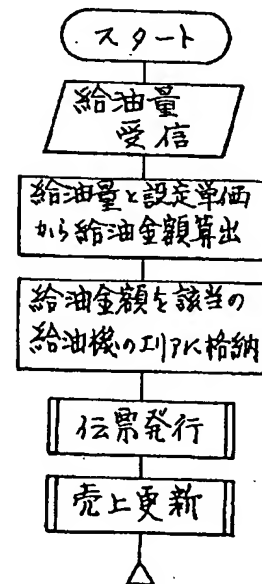 スタート
給油量
受信
給油量と設定単価
から給油金額算出
給油金額を該当の
給油機のエリアに格納
伝票発行
売上更新